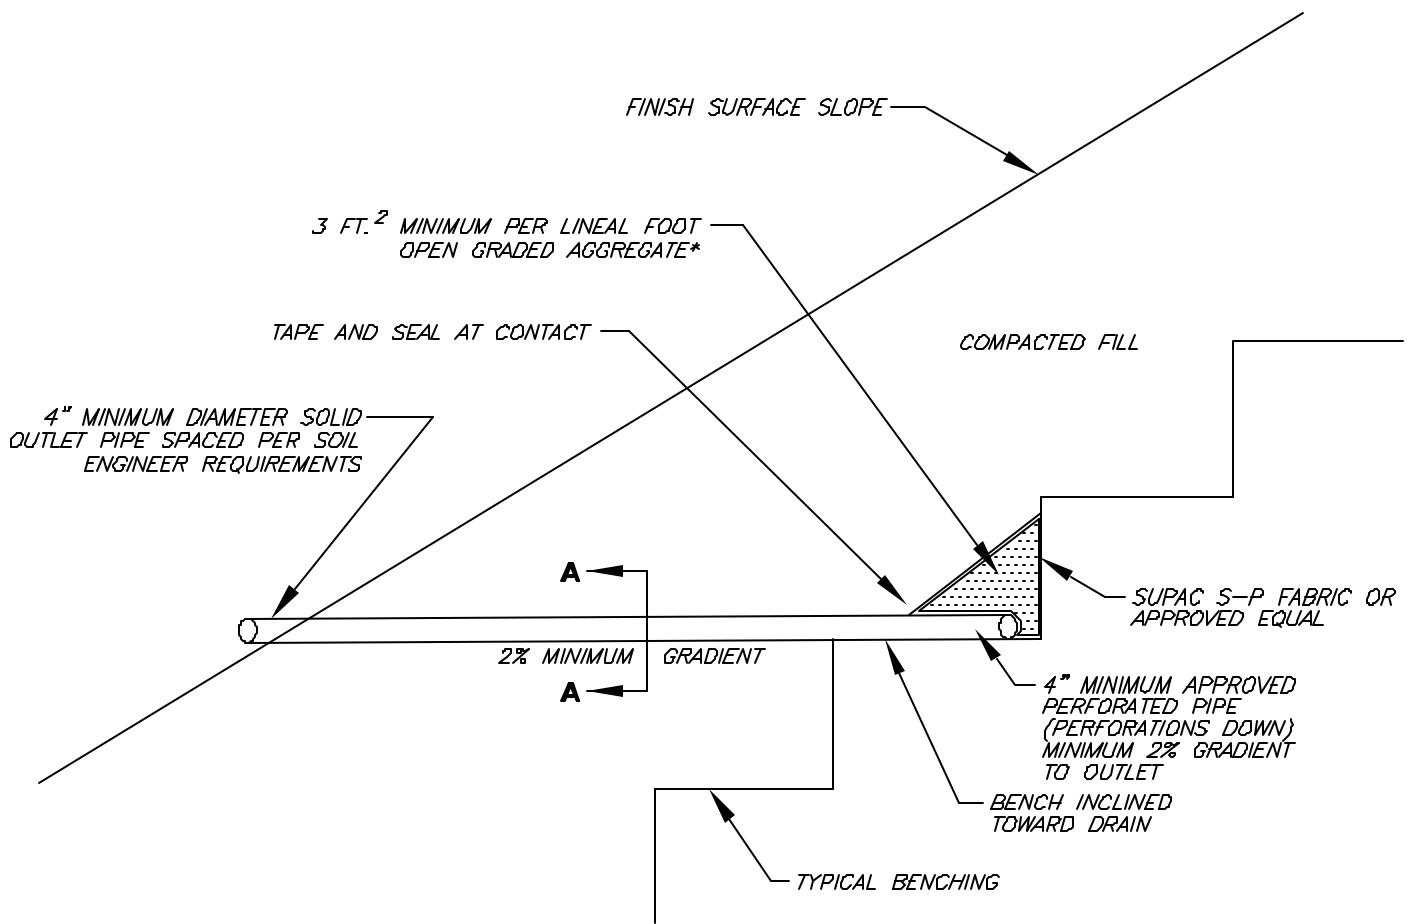 FINISH SURFACE SLOPE
3 FT.² MINIMUM PER LINEAL FOOT
OPEN GRADED AGGREGATE*
TAPE AND SEAL AT CONTACT
COMPACTED FILL
4" MINIMUM DIAMETER SOLID
OUTLET PIPE SPACED PER SOIL
ENGINEER REQUIREMENTS
A
SUPAC S-P FABRIC OR
APPROVED EQUAL
2% MINIMUM GRADIENT
A
4" MINIMUM APPROVED
PERFORATED PIPE
(PERFORATIONS DOWN)
MINIMUM 2% GRADIENT
TO OUTLET
BENCH INCLINED
TOWARD DRAIN
TYPICAL BENCHING